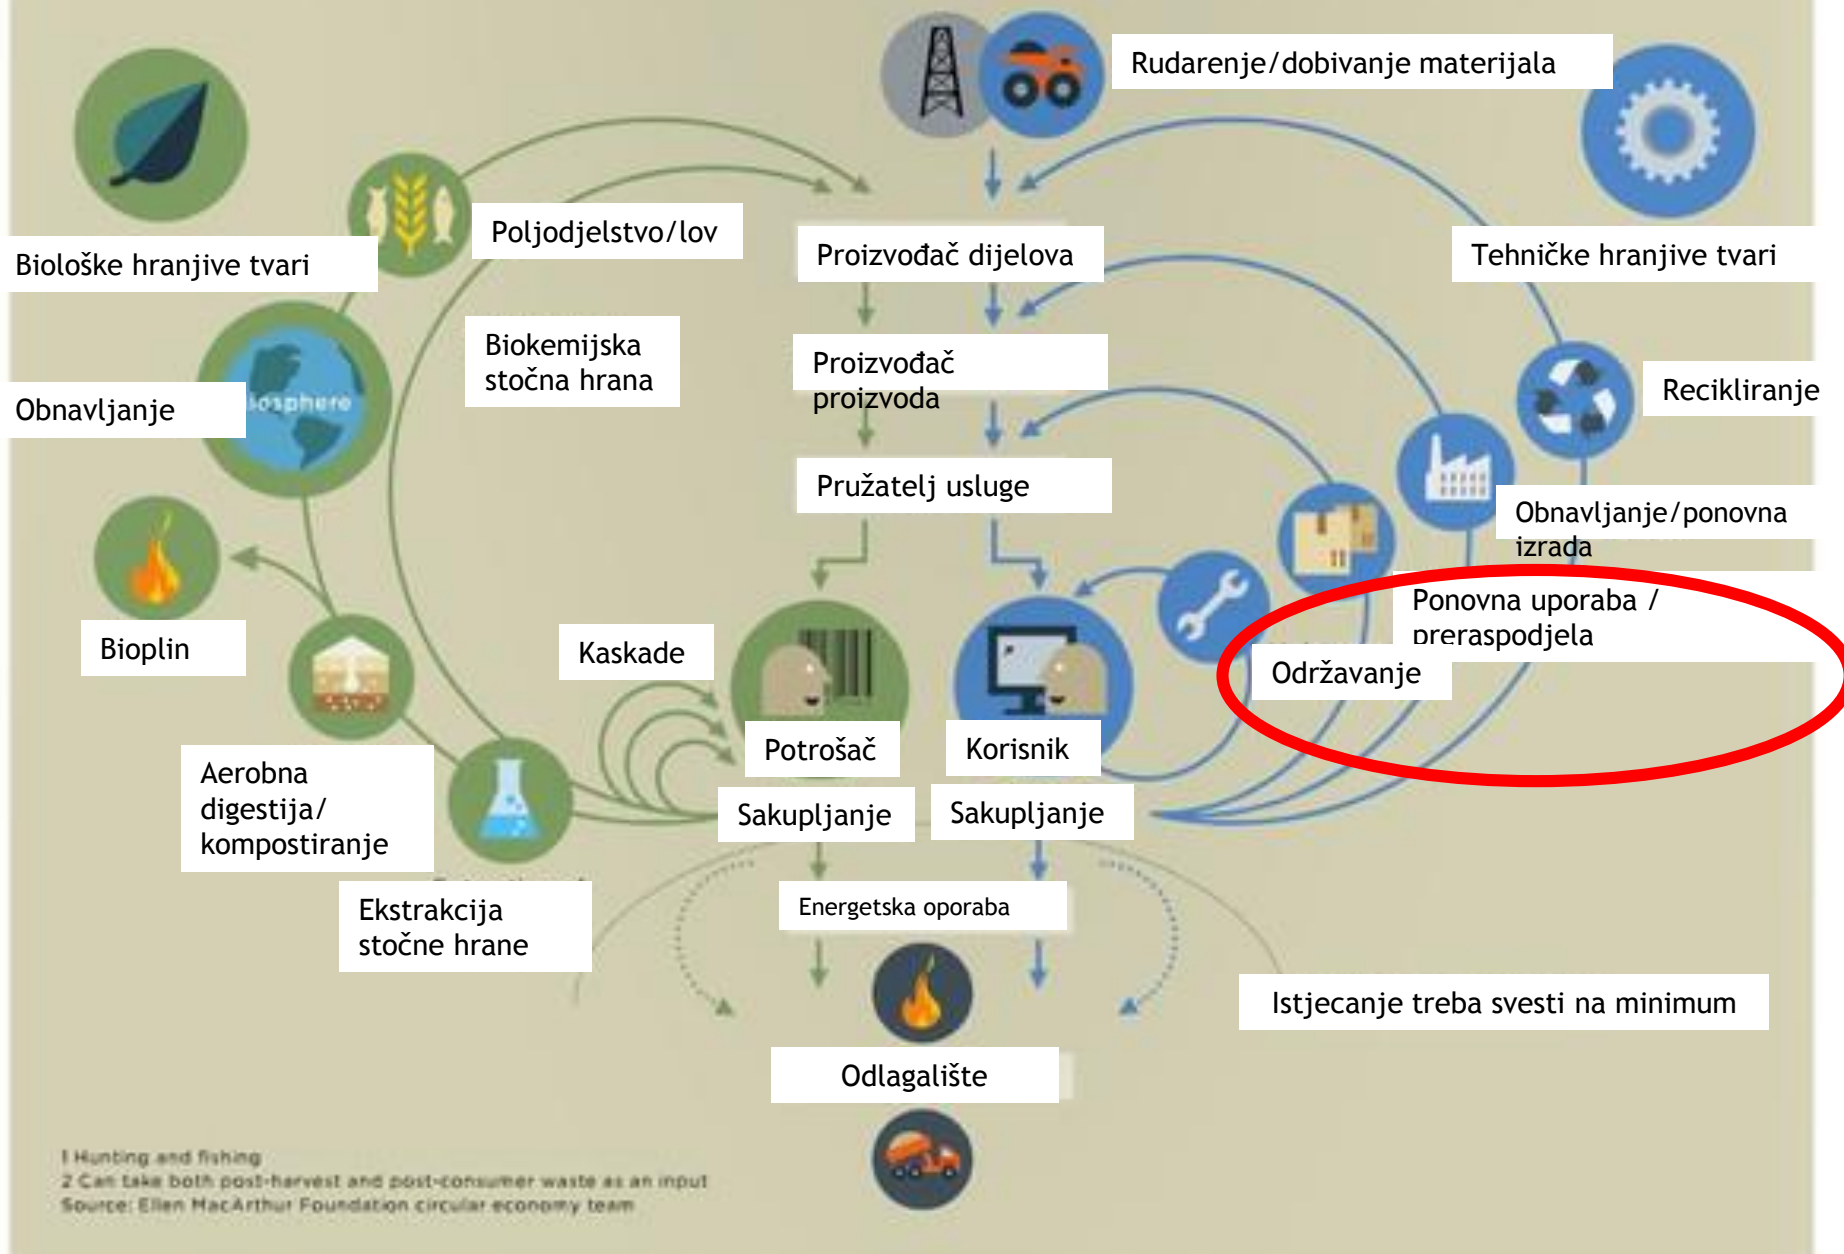 Rudarenje/dobivanje materijala
Poljodjelstvo/lov
Biološke hranjive tvari
Proizvođač dijelova
Tehničke hranjive tvari
Biokemijska
stočna hrana
Proizvođač
proizvoda
Obnavljanje
iosphere
Recikliranje
Pružatelj usluge
Obnavljanje/ponovna
izrada
Bioplin
Kaskade
Ponovna uporaba /
preraspodjela
Održavanje
Potrošač
Korisnik
Aerobna
digestija/
kompostiranje
Sakupljanje
Sakupljanje
Ekstrakcija
stočne hrane
Energetska oporaba
Istjecanje treba svesti na minimum
Odlagalište
1 Hunting and fishing
2 Can take both post-harvest and post-consumer waste as an input
Source: Ellen MacArthur Foundation circular economy team